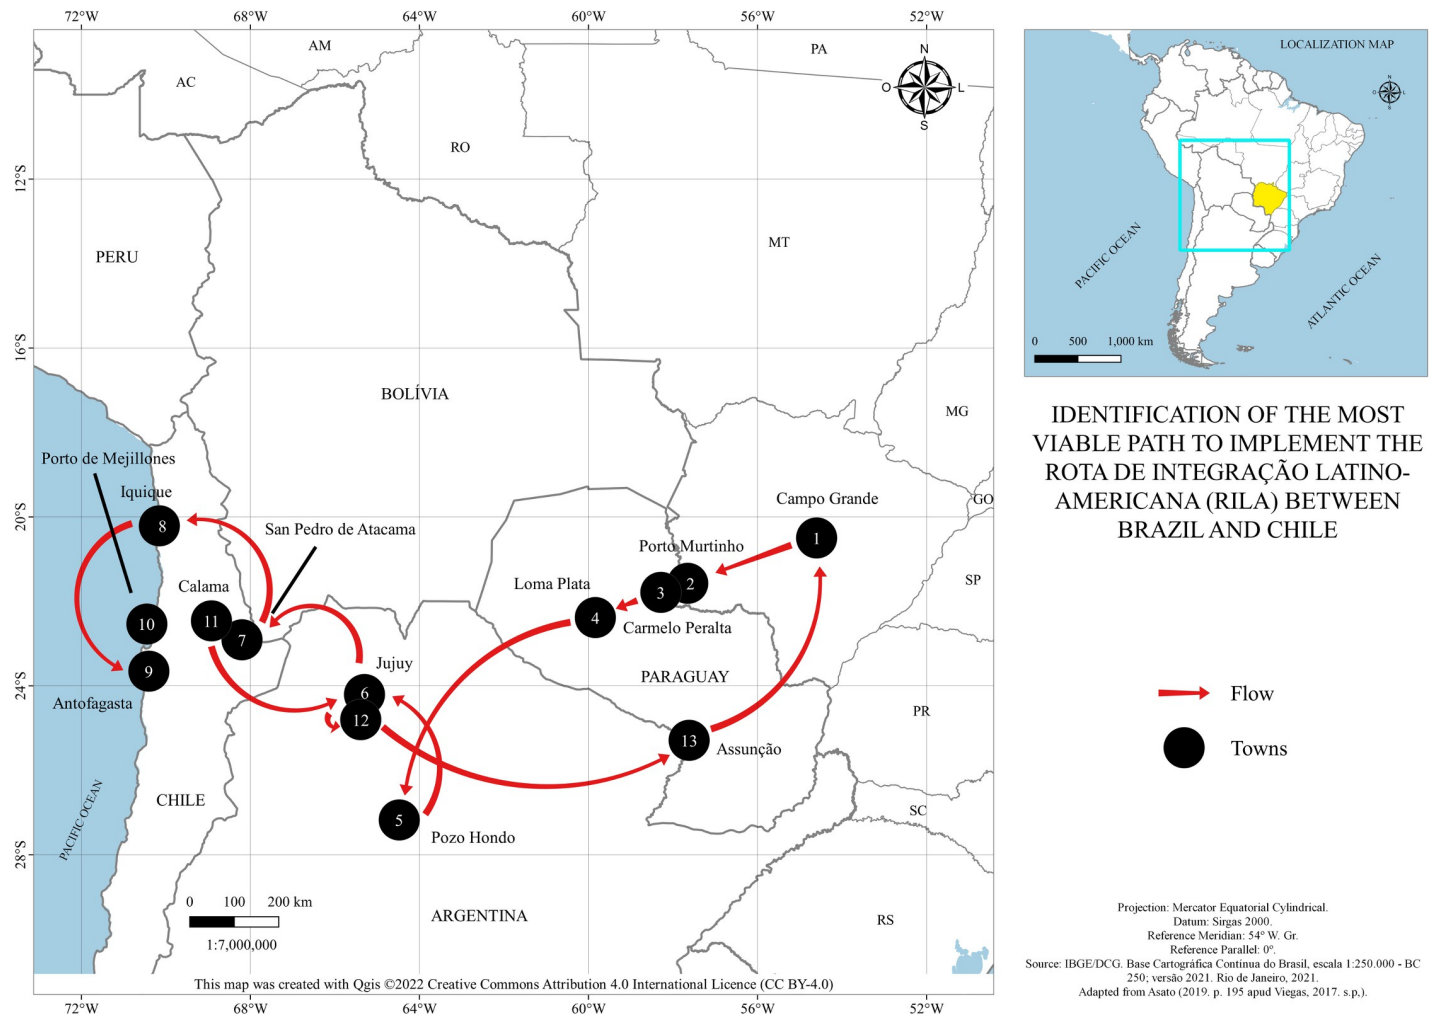 72°W
68°W
64°W
60°W
56°W
52°W
AM
PA
AC
N
O
L
S
RO
12°S
12°S
PERU
MT
16°S
16°S
BOLÍVIA
MG
Porto de Mejillones
Iquique
San Pedro de Atacama
Campo Grande
GO
20°S
20°S
8
1
Porto Murtinho
Calama
Loma Plata
SP
3
2
10
11
7
4
Carmelo Peralta
9
Jujuy
PARAGUAY
24°S
24°S
6
Antofagasta
12
PR
13
Assunção
CHILE
PACIFIC OCEAN
5
Pozo Hondo
SC
28°S
28°S
0 100 200 km
1:7,000,000
ARGENTINA
RS
This map was created with Qgis ©2022 Creative Commons Attribution 4.0 International Licence (CC BY-4.0)
72°W
68°W
64°W
60°W
56°W
52°W
LOCALIZATION MAP
N
O
L
S
PACIFIC OCEAN
ATLANTIC OCEAN
0 500 1,000 km
IDENTIFICATION OF THE MOST
VIABLE PATH TO IMPLEMENT THE
ROTA DE INTEGRAÇÃO LATINO-
AMERICANA (RILA) BETWEEN
BRAZIL AND CHILE
Flow
Towns
Projection: Mercator Equatorial Cylindrical.
Datum: Sirgas 2000.
Reference Meridian: 54º W. Gr.
Reference Parallel: 0º.
Source: IBGE/DCG. Base Cartográfica Continua do Brasil, escala 1:250.000 - BC
250; versão 2021. Rio de Janeiro, 2021.
Adapted from Asato (2019. p. 195 apud Viegas, 2017. s.p,).